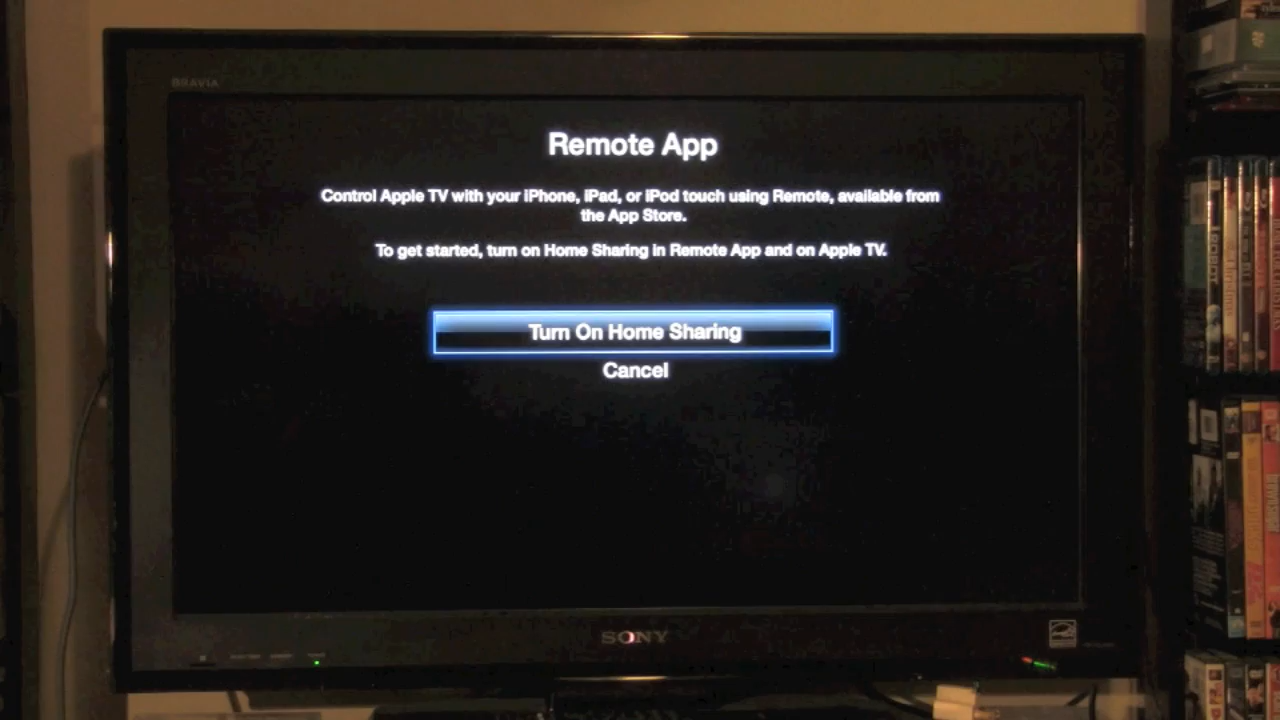 BRAVIA
Remote App
Control Apple TV with your iPhone, iPad, or iPod touch using Remote, available from
the App Store.
To get started, turn on Home Sharing in Remote App and on Apple TV.
Turn On Home Sharing
Cancel
SONY